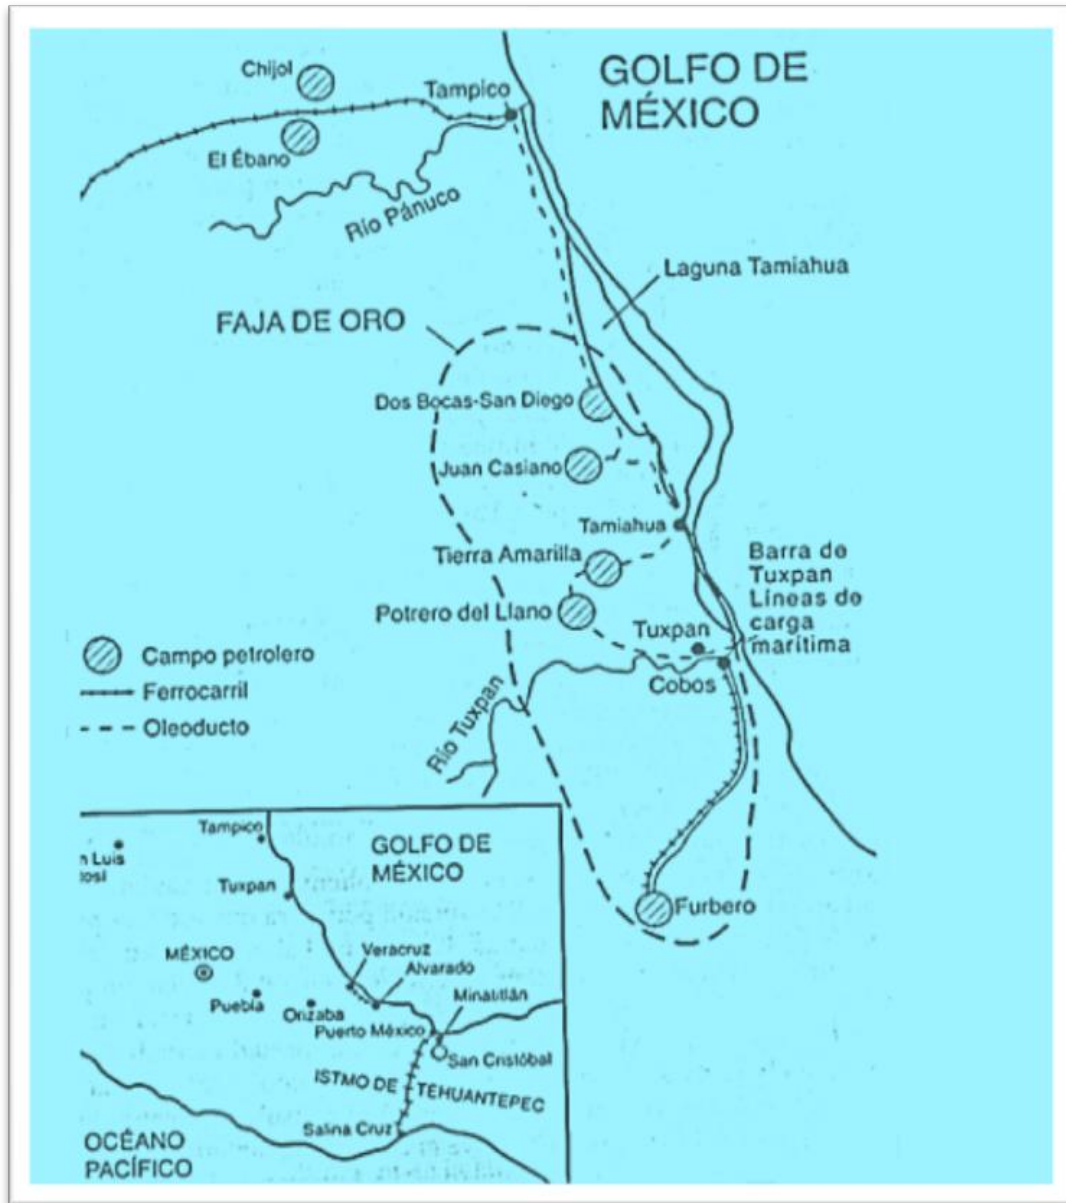 Chijol
Tampico
GOLFO DE
MÉXICO
El Ébano
Río Pánuco
Laguna Tamiahua
FAJA DE ORO
Dos Bocas-San Diego
Juan Casiano
Tamiahua
Tierra Amarilla
Barra de
Tuxpan
Líneas de
carga
marítima
Potrero del Llano
Tuxpan
Cobos
Río Tuxpan
Campo petrolero
Ferrocarril
Oleoducto
Furbero
Tampico
GOLFO DE
MÉXICO
n Luis
tosí
Tuxpan
MÉXICO
Veracruz
Alvarado
Minatitlán
Puebla
Orizaba
Puerto México
San Cristóbal
ISTMO DE TEHUANTEPEC
Salina Cruz
OCÉANO
PACÍFICO